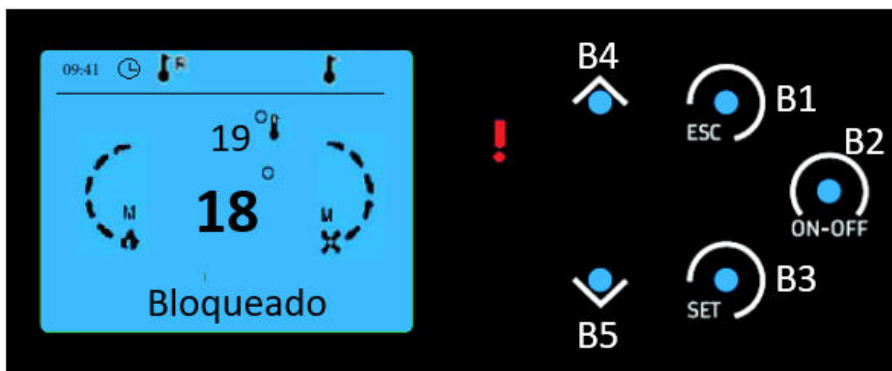 09:41
R
19°
M
18°
M
Bloqueado
!
B4
ESC
B1
B2
ON-OFF
SET
B3
B5